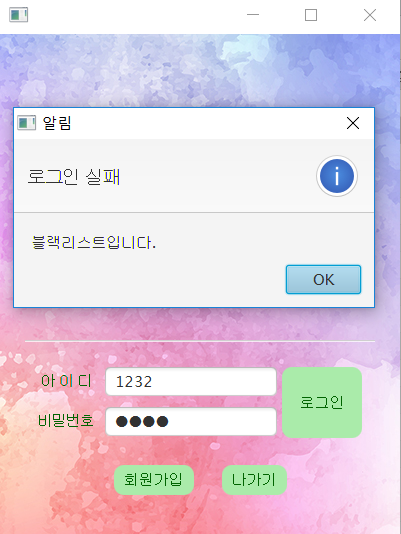 알림
로그인 실패
블랙리스트입니다.
OK
아 이 디 1232
로그인
비밀번호 ●●●●
회원가입 나가기